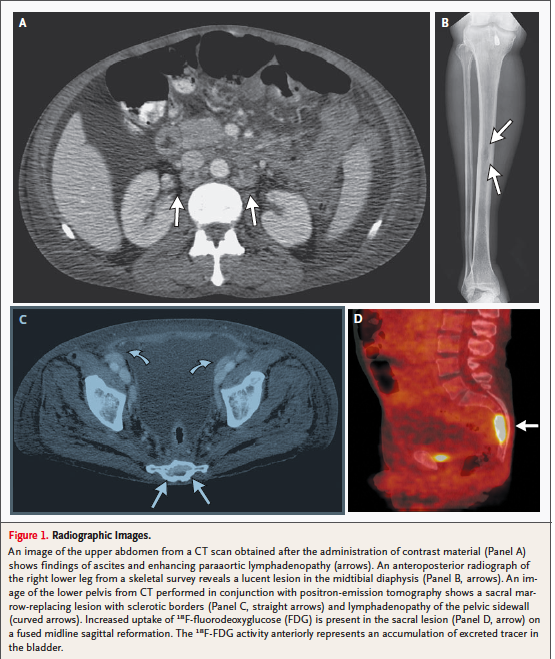 A
B
C
D
Figure 1. Radiographic Images.
An image of the upper abdomen from a CT scan obtained after the administration of contrast material (Panel A)
shows findings of ascites and enhancing paraaortic lymphadenopathy (arrows). An anteroposterior radiograph of
the right lower leg from a skeletal survey reveals a lucent lesion in the midtibial diaphysis (Panel B, arrows). An im-
age of the lower pelvis from CT performed in conjunction with positron-emission tomography shows a sacral mar-
row-replacing lesion with sclerotic borders (Panel C, straight arrows) and lymphadenopathy of the pelvic sidewall
(curved arrows). Increased uptake of ¹⁸F-fluorodeoxyglucose (FDG) is present in the sacral lesion (Panel D, arrow) on
a fused midline sagittal reformation. The ¹⁸F-FDG activity anteriorly represents an accumulation of excreted tracer in
the bladder.